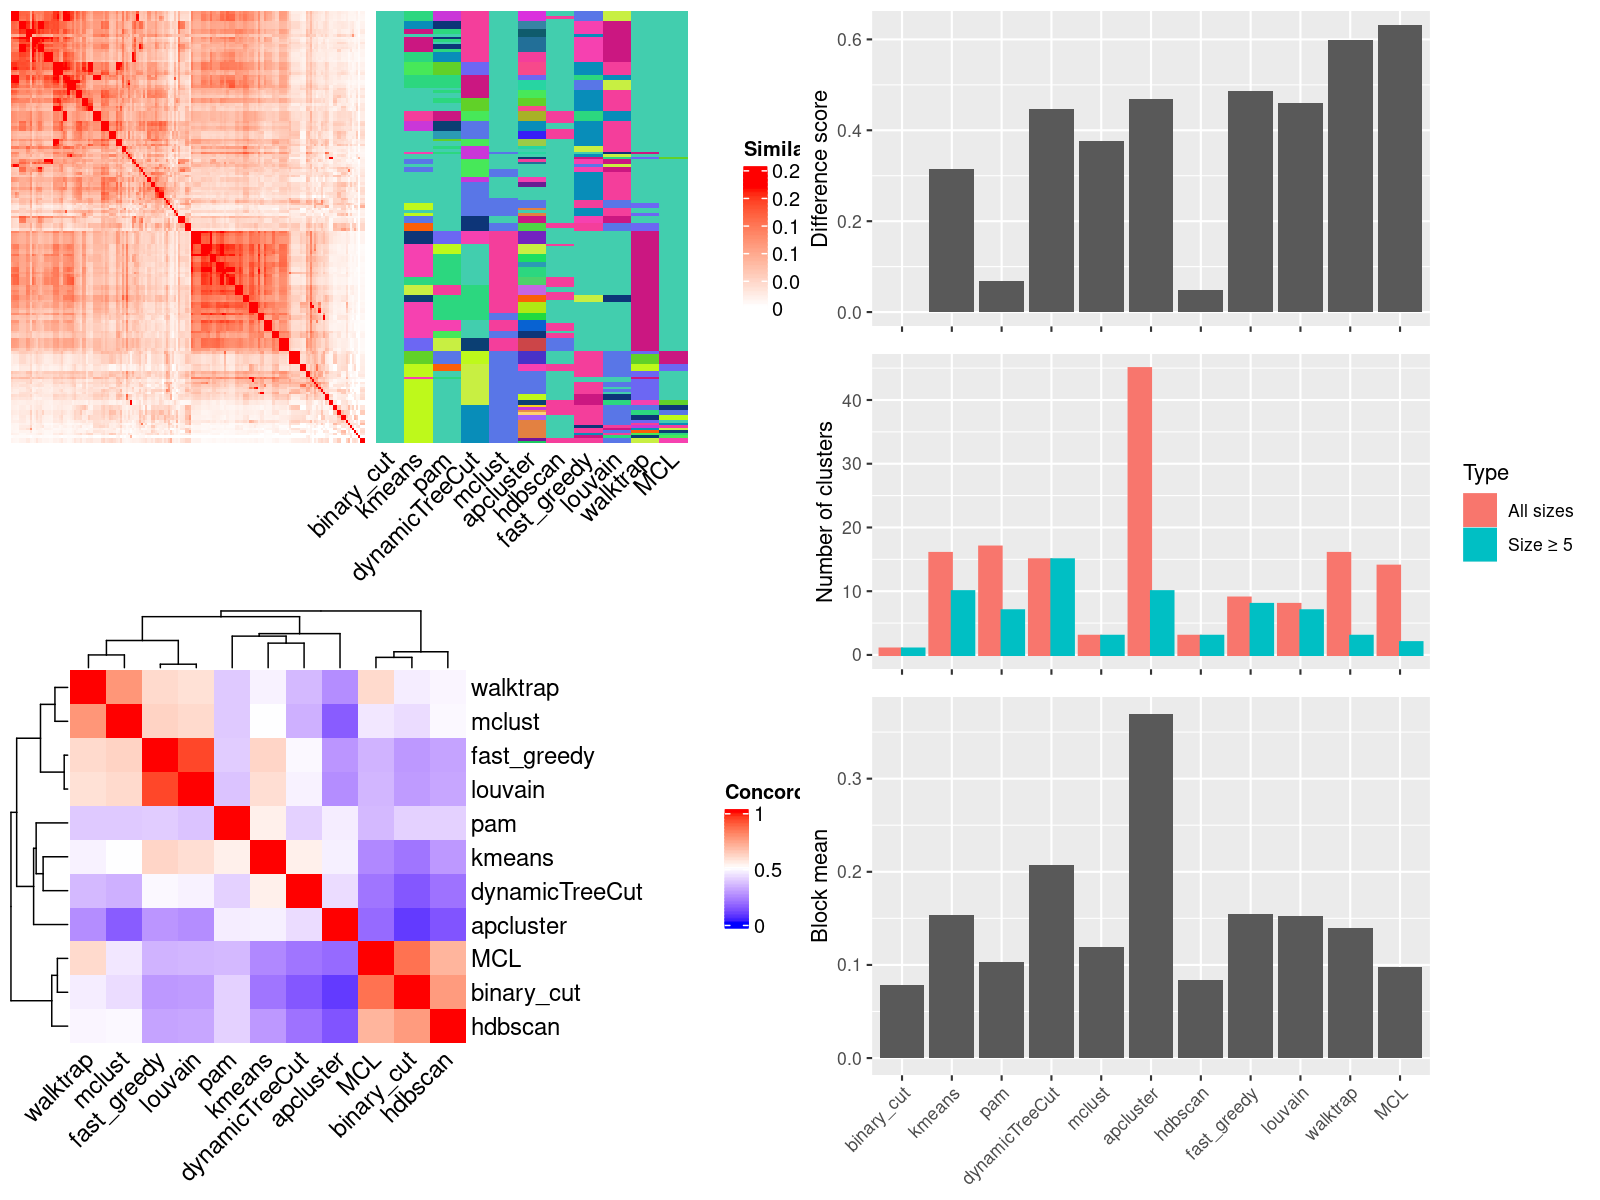 Simila
0.2
0.2
0.1
0.1
0.0
0
binary_cut
kmeans
pam
dynamicTreeCut
mclust
apcluster
hdbscan
fast_greedy
louvain
walktrap
MCL
walktrap
mclust
fast_greedy
louvain
pam
kmeans
dynamicTreeCut
apcluster
MCL
binary_cut
hdbscan
walktrap
mclust
fast_greedy
louvain
pam
kmeans
dynamicTreeCut
apcluster
MCL
binary_cut
hdbscan
Concord
1
0.5
0
Difference score
0.6
0.4
0.2
0.0
Number of clusters
40
30
20
10
0
Type
All sizes
Size ≥ 5
Block mean
0.3
0.2
0.1
0.0
binary_cut
kmeans
pam
dynamicTreeCut
mclust
apcluster
hdbscan
fast_greedy
louvain
walktrap
MCL